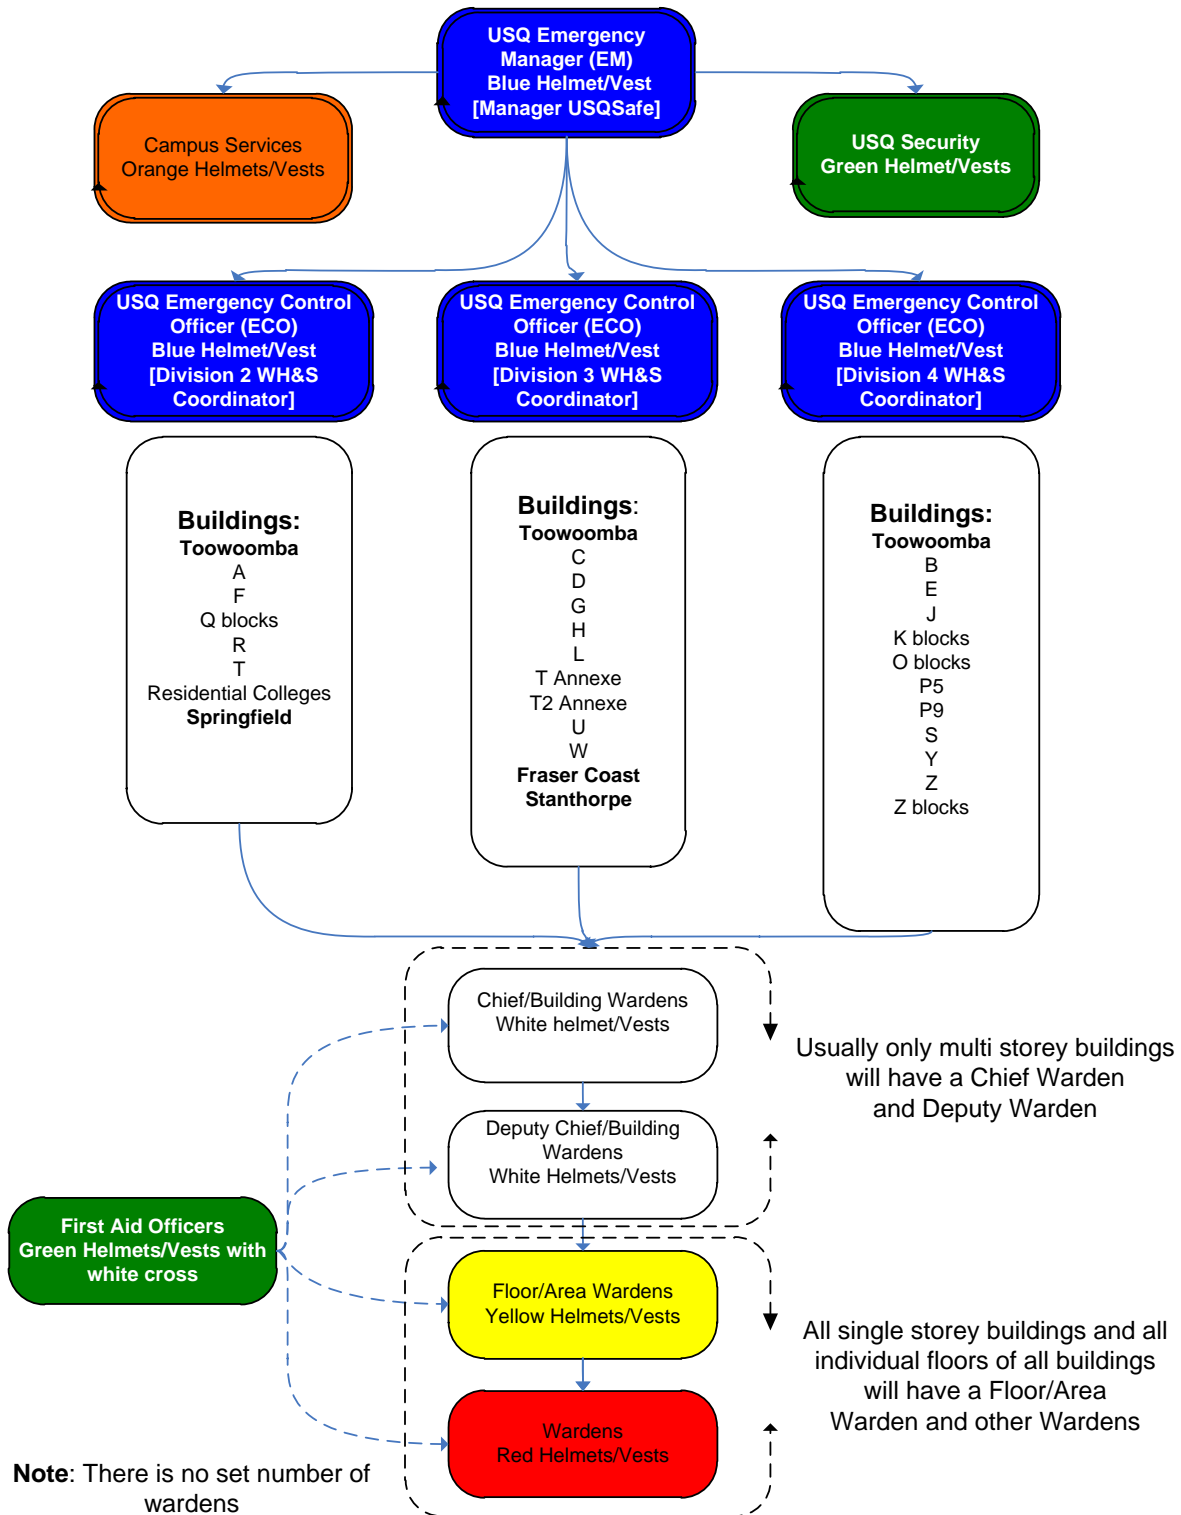 USQ Emergency
Manager (EM)
Blue Helmet/Vest
[Manager USQSafe]
Campus Services
Orange Helmets/Vests
USQ Security
Green Helmet/Vests
USQ Emergency Control
Officer (ECO)
Blue Helmet/Vest
[Division 2 WH&S
Coordinator]
USQ Emergency Control
Officer (ECO)
Blue Helmet/Vest
[Division 3 WH&S
Coordinator]
USQ Emergency Control
Officer (ECO)
Blue Helmet/Vest
[Division 4 WH&S
Coordinator]
Buildings:
Toowoomba
A
F
Q blocks
R
T
Residential Colleges
Springfield
Buildings:
Toowoomba
C
D
G
H
L
T Annexe
T2 Annexe
U
W
Fraser Coast
Stanthorpe
Buildings:
Toowoomba
B
E
J
K blocks
O blocks
P5
P9
S
Y
Z
Z blocks
Chief/Building Wardens
White helmet/Vests
Usually only multi storey buildings
will have a Chief Warden
and Deputy Warden
Deputy Chief/Building
Wardens
White Helmets/Vests
First Aid Officers
Green Helmets/Vests with
white cross
Floor/Area Wardens
Yellow Helmets/Vests
All single storey buildings and all
individual floors of all buildings
will have a Floor/Area
Warden and other Wardens
Wardens
Red Helmets/Vests
Note: There is no set number of
wardens